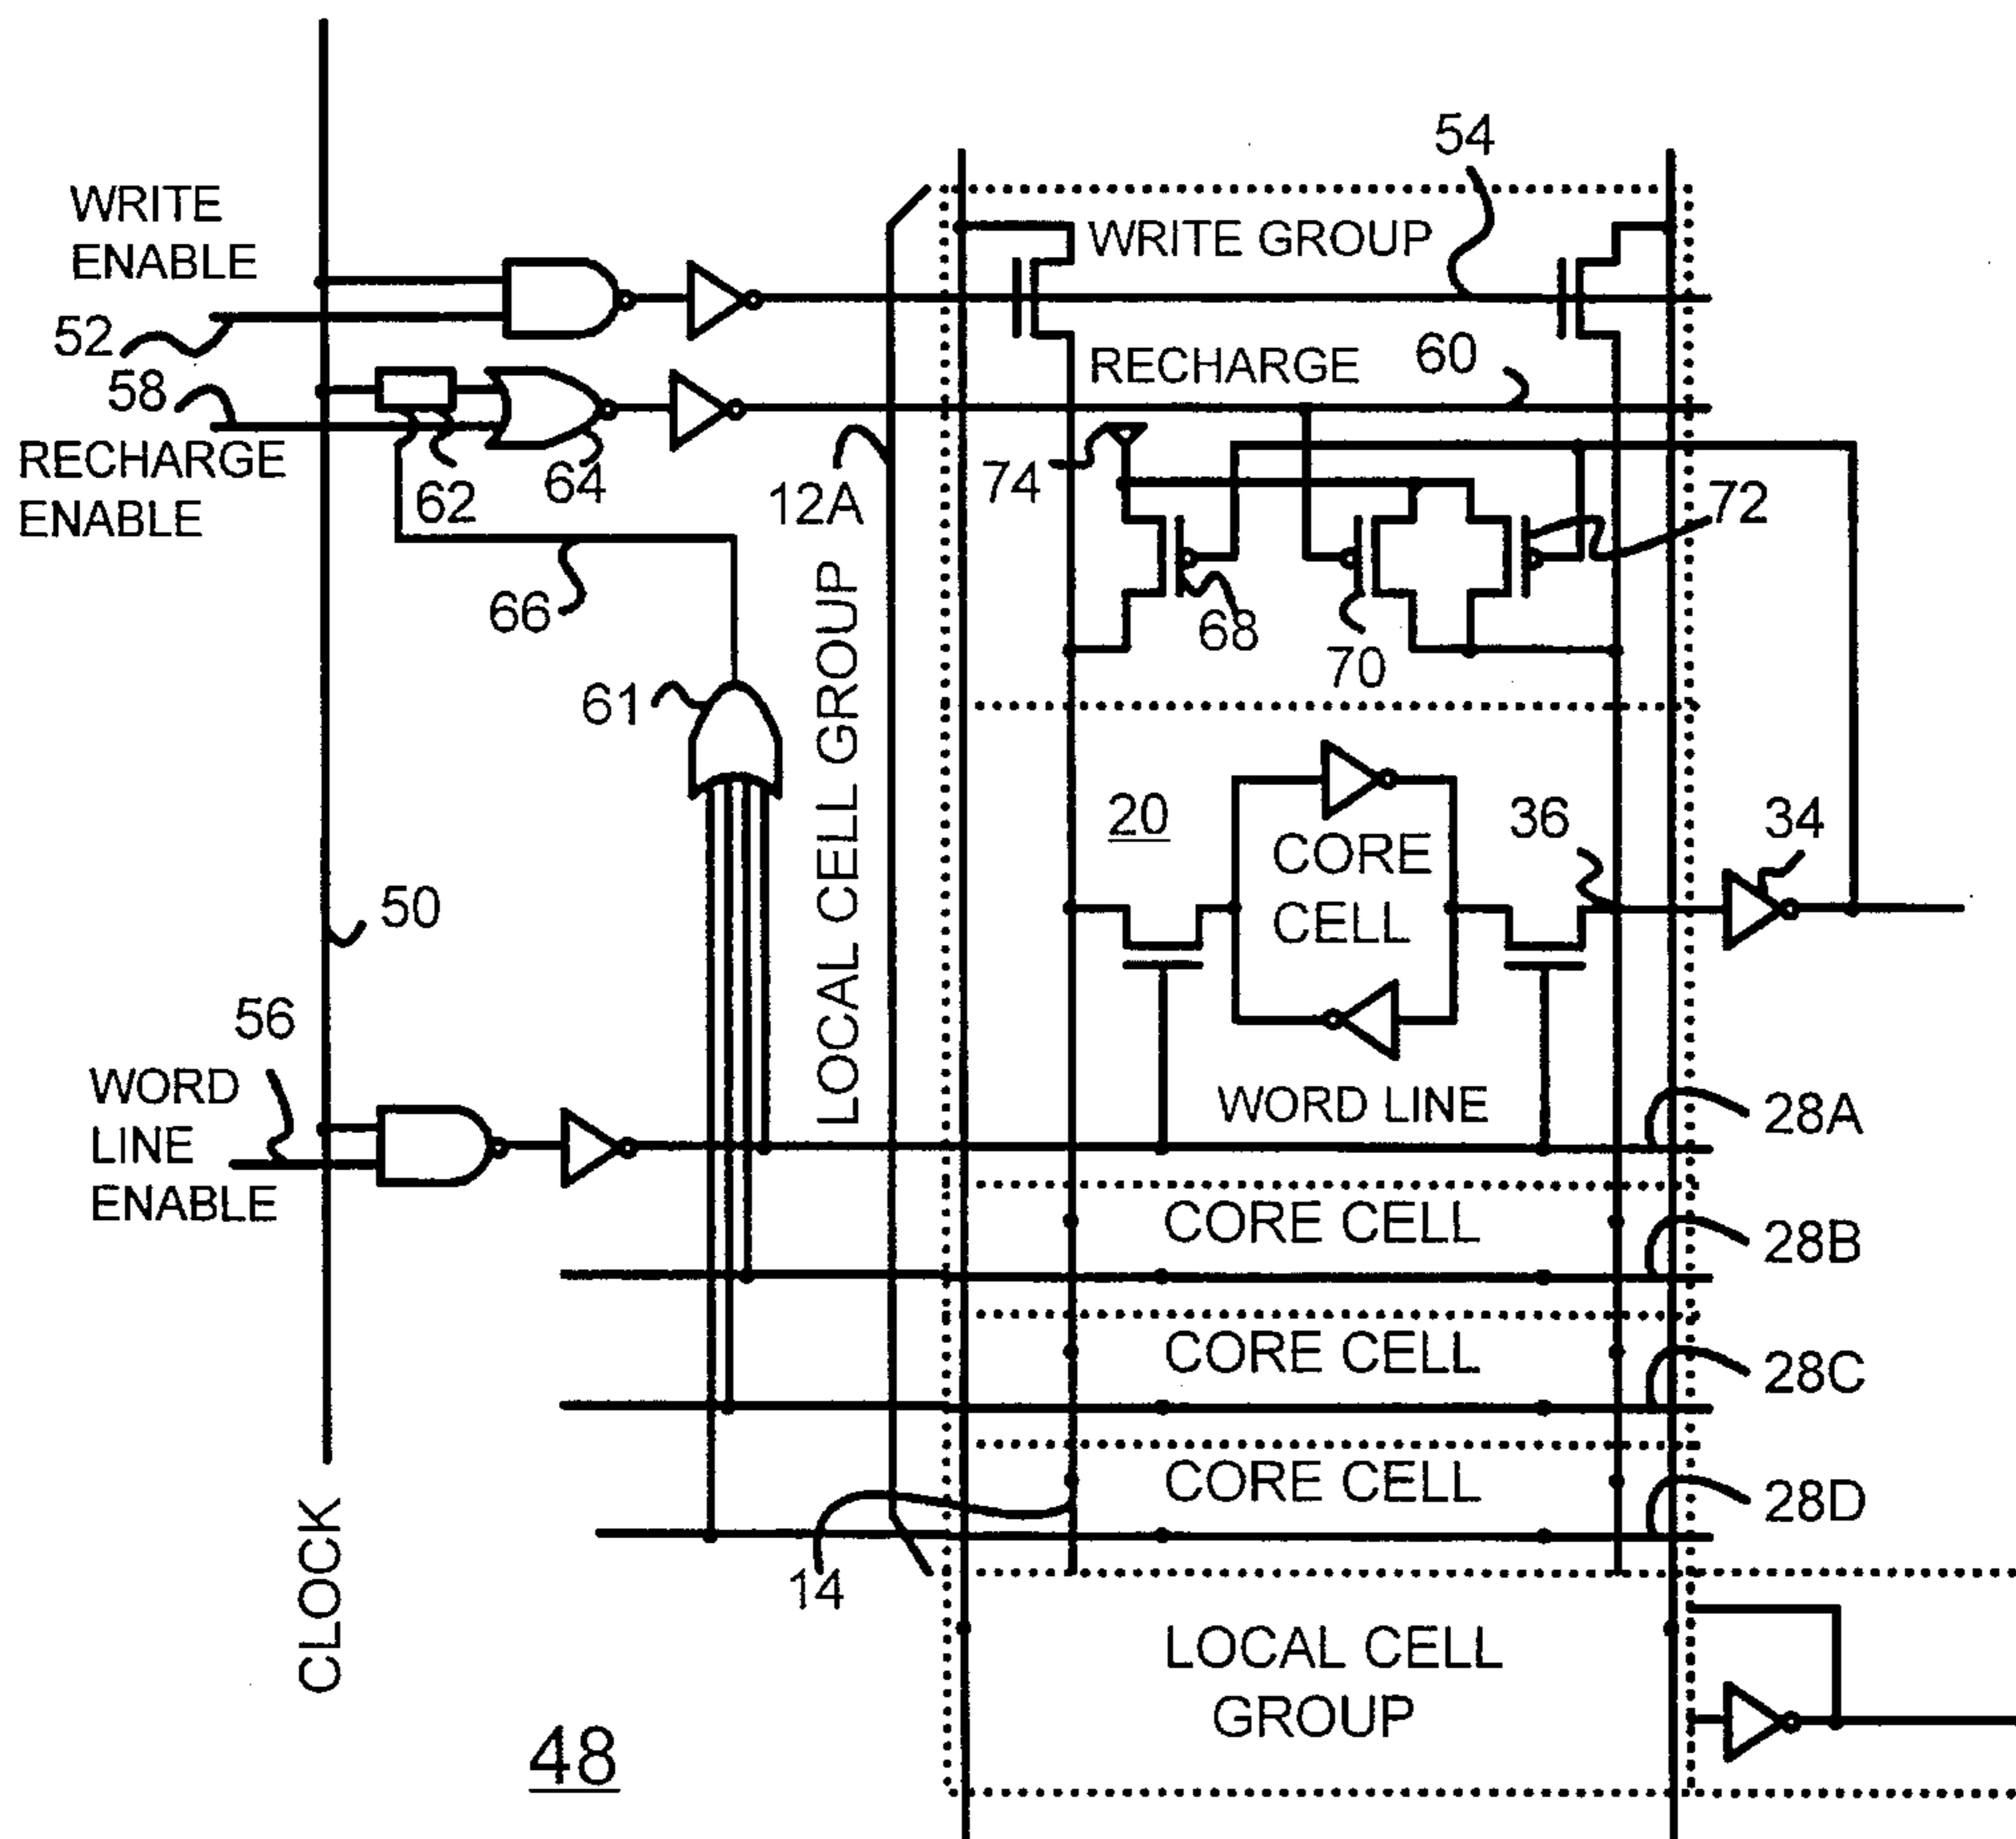 54
WRITE
ENABLE
WRITE GROUP
52
RECHARGE
60
58
RECHARGE
ENABLE
62
64
12A
74
72
66
68
70
61
LOCAL CELL GROUP
20
CORE
CELL
36
34
50
56
WORD
LINE
ENABLE
WORD LINE
28A
CORE CELL
28B
CORE CELL
28C
CORE CELL
28D
14
CLOCK
LOCAL CELL
GROUP
48